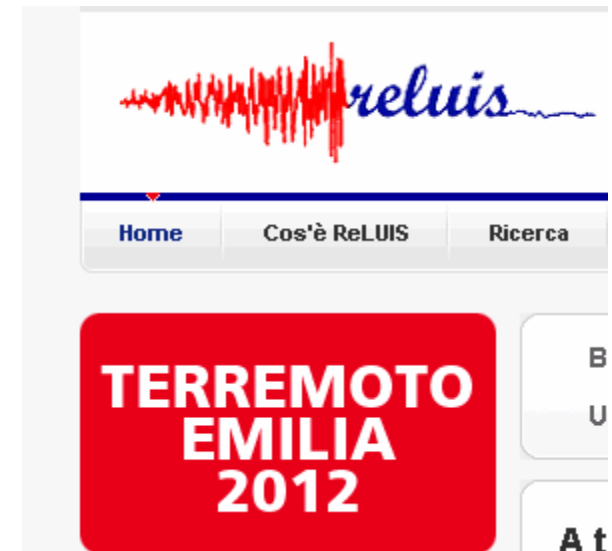 reluis
Home Cos'è ReLUIS Ricerca
TERREMOTO
EMILIA
2012
B
U
A t